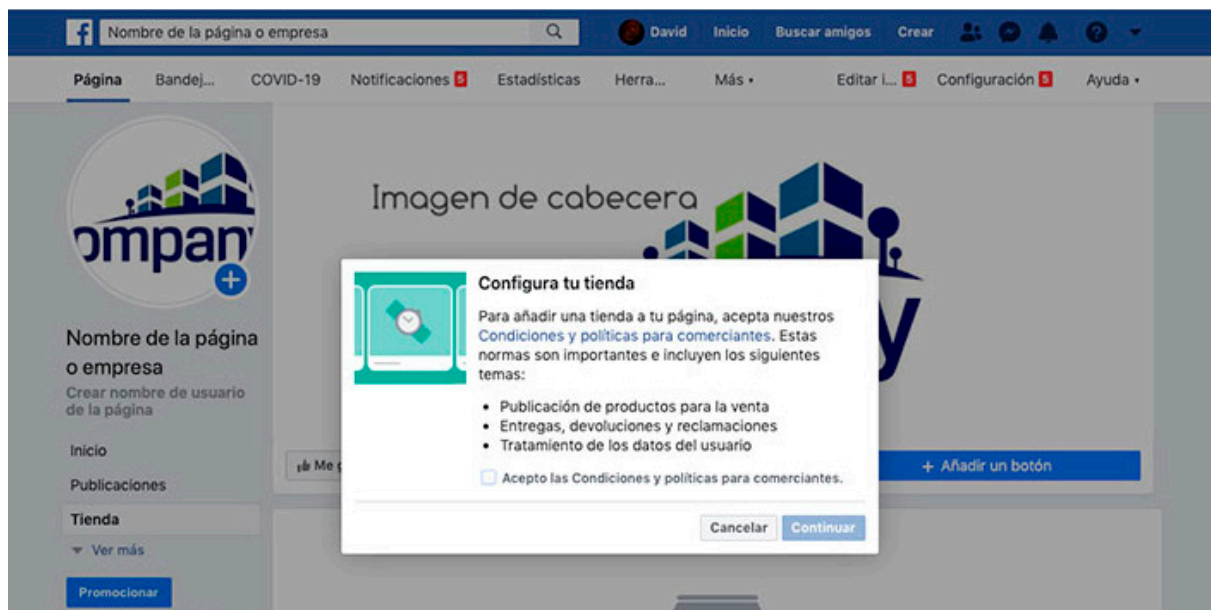 Nombre de la página o empresa
David Inicio Buscar amigos Crear
Página Bandej... COVID-19 Notificaciones 5 Estadísticas Herra... Más Editar i... 5 Configuración 5 Ayuda
Imagen de cabecera
ompany
Nombre de la página
o empresa
Crear nombre de usuario
de la página
Inicio
Publicaciones
Tienda
Ver más
Promocionar
Configura tu tienda
Para añadir una tienda a tu página, acepta nuestros
Condiciones y políticas para comerciantes. Estas
normas son importantes e incluyen los siguientes
temas:
• Publicación de productos para la venta
• Entregas, devoluciones y reclamaciones
• Tratamiento de los datos del usuario
Acepto las Condiciones y políticas para comerciantes.
Cancelar Continuar
Me g
+ Añadir un botón